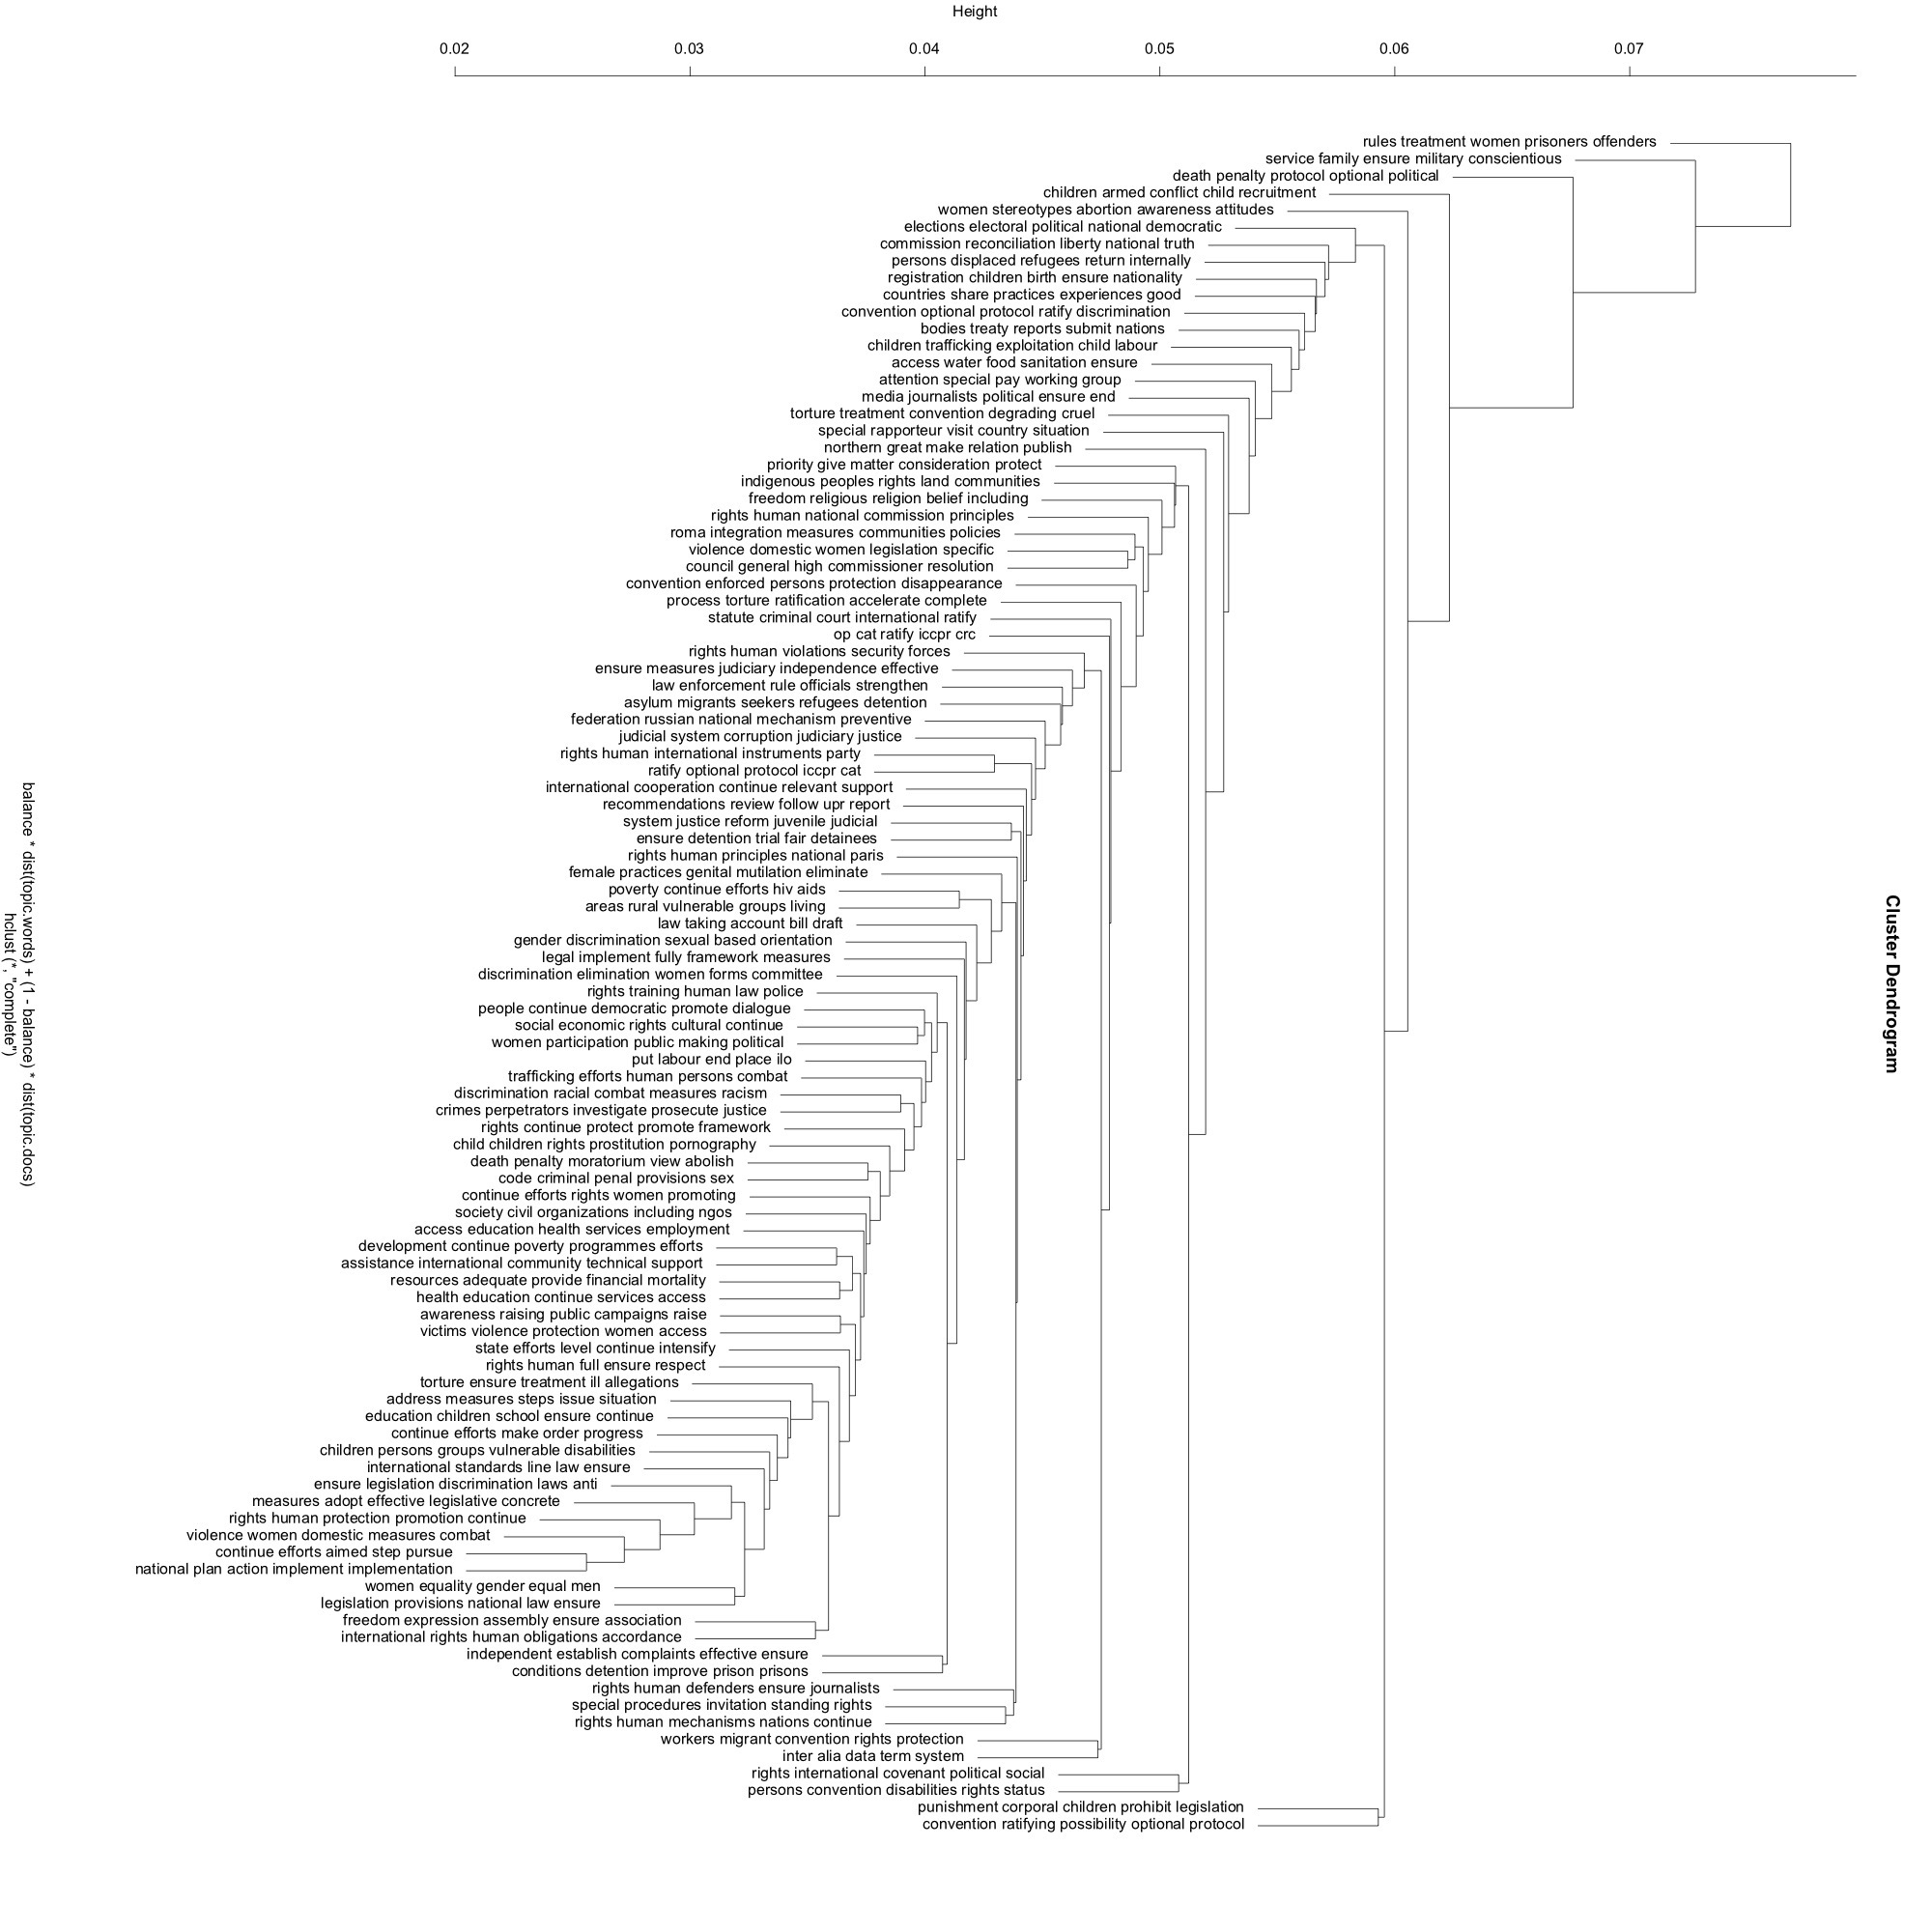 Height
0.02 0.03 0.04 0.05 0.06 0.07
rules treatment women prisoners offenders
service family ensure military conscientious
death penalty protocol optional political
children armed conflict child recruitment
women stereotypes abortion awareness attitudes
elections electoral political national democratic
commission reconciliation liberty national truth
persons displaced refugees return internally
registration children birth ensure nationality
countries share practices experiences good
convention optional protocol ratify discrimination
bodies treaty reports submit nations
children trafficking exploitation child labour
access water food sanitation ensure
attention special pay working group
media journalists political ensure end
torture treatment convention degrading cruel
special rapporteur visit country situation
northern great make relation publish
priority give matter consideration protect
indigenous peoples rights land communities
freedom religious religion belief including
rights human national commission principles
roma integration measures communities policies
violence domestic women legislation specific
council general high commissioner resolution
convention enforced persons protection disappearance
process torture ratification accelerate complete
statute criminal court international ratify
op cat ratify iccpr crc
rights human violations security forces
ensure measures judiciary independence effective
law enforcement rule officials strengthen
asylum migrants seekers refugees detention
federation russian national mechanism preventive
judicial system corruption judiciary justice
rights human international instruments party
ratify optional protocol iccpr cat
international cooperation continue relevant support
recommendations review follow upr report
system justice reform juvenile judicial
ensure detention trial fair detainees
rights human principles national paris
female practices genital mutilation eliminate
poverty continue efforts hiv aids
areas rural vulnerable groups living
law taking account bill draft
gender discrimination sexual based orientation
legal implement fully framework measures
discrimination elimination women forms committee
rights training human law police
people continue democratic promote dialogue
social economic rights cultural continue
women participation public making political
put labour end place ilo
trafficking efforts human persons combat
discrimination racial combat measures racism
crimes perpetrators investigate prosecute justice
rights continue protect promote framework
child children rights prostitution pornography
death penalty moratorium view abolish
code criminal penal provisions sex
continue efforts rights women promoting
society civil organizations including ngos
access education health services employment
development continue poverty programmes efforts
assistance international community technical support
resources adequate provide financial mortality
health education continue services access
awareness raising public campaigns raise
victims violence protection women access
state efforts level continue intensify
rights human full ensure respect
torture ensure treatment ill allegations
address measures steps issue situation
education children school ensure continue
continue efforts make order progress
children persons groups vulnerable disabilities
international standards line law ensure
ensure legislation discrimination laws anti
measures adopt effective legislative concrete
rights human protection promotion continue
violence women domestic measures combat
continue efforts aimed step pursue
national plan action implement implementation
women equality gender equal men
legislation provisions national law ensure
freedom expression assembly ensure association
international rights human obligations accordance
independent establish complaints effective ensure
conditions detention improve prison prisons
rights human defenders ensure journalists
special procedures invitation standing rights
rights human mechanisms nations continue
workers migrant convention rights protection
inter alia data term system
rights international covenant political social
persons convention disabilities rights status
punishment corporal children prohibit legislation
convention ratifying possibility optional protocol
Cluster Dendrogram
balance * dist(topic.words) + (1 - balance) * dist(topic.docs)
hclust (*, "complete")